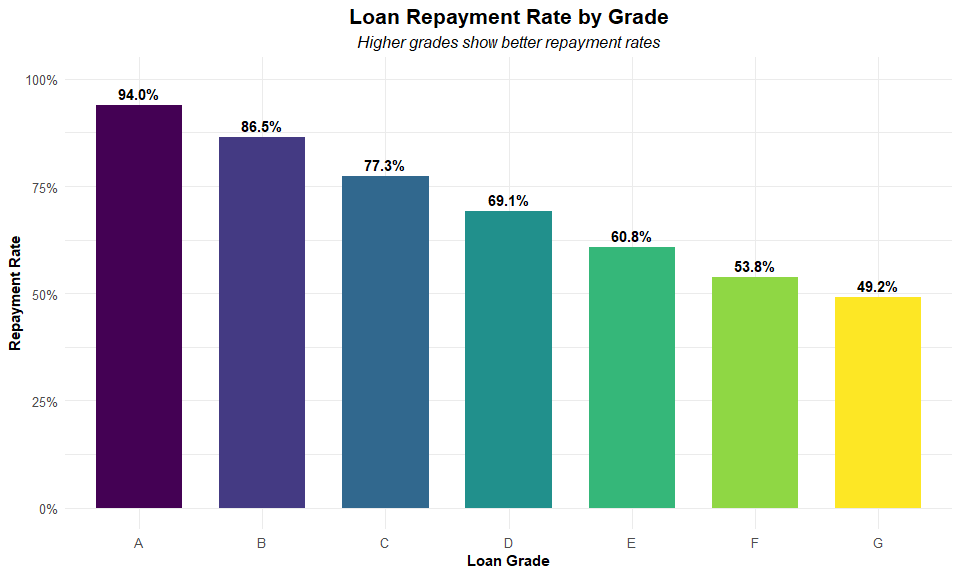 Loan Repayment Rate by Grade
Higher grades show better repayment rates
100%
75%
50%
25%
0%
Repayment Rate
94.0%
86.5%
77.3%
69.1%
60.8%
53.8%
49.2%
A B C D E F G
Loan Grade